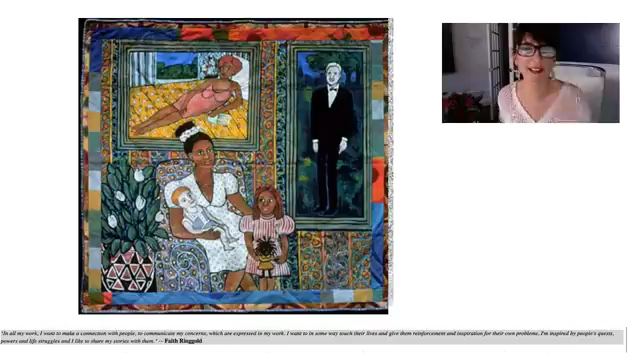 "In all my work, I want to make a connection with people, to communicate my concerns, which are expressed in my work. I want to in some way touch their lives and give them reinforcement and inspiration for their own problems. I'm inspired by people's quests,
powers and life struggles and I like to share my stories with them." -- Faith Ringgold